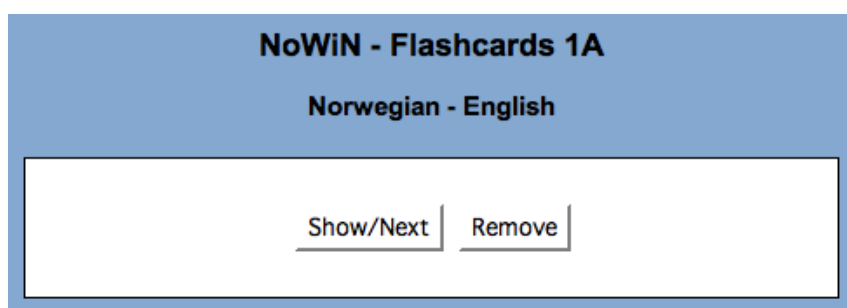 NoWiN - Flashcards 1A
Norwegian - English
Show/Next Remove